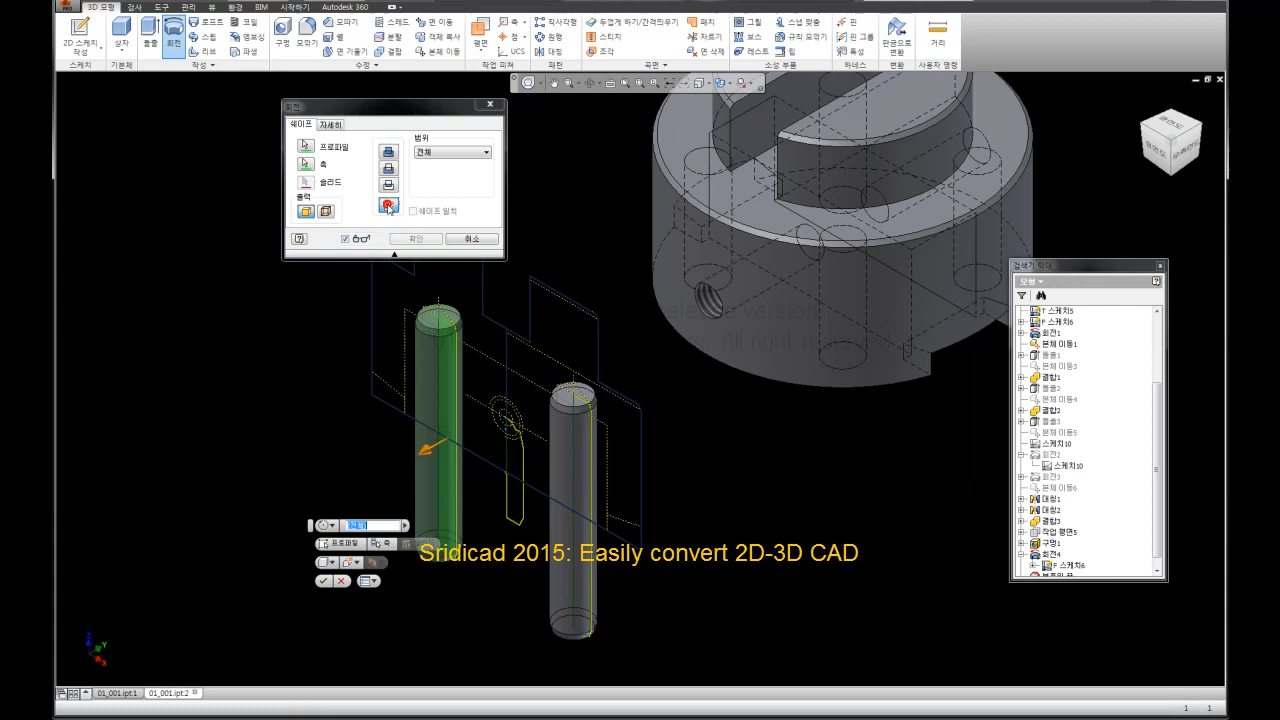 3D 모형 검사 도구 관리 뷰 환경 BIM 시작하기 Autodesk 360
로프트 코일 모따기 스레드 면 이동 축 직사각형 두껍게 하기/간격띄우기 패치 그릴 스냅 맞춤 핀
2D 스케치 작성 상자 돌출 회전 스윕 엠보싱 구멍 모깎기 쉘 분할 객체 복사 평면 점 원형 스티치 자르기 보스 규칙 모깎기 핀 그룹 판금으로 변환 거리
리브 파생 면 기울기 결합 본체 이동 UCS 대칭 조각 면 삭제 레스트 립 특성
스케치 기본체 작성 수정 작업 피쳐 패턴 곡면 소성 부품 하네스 변환 사용자 명령
회전
쉐이프 자세히
범위
프로파일
전체
축
솔리드
출력
쉐이프 일치
확인 취소
검색기 막대
모형
스케치5
스케치6
회전1
본체 이동1
돌출1
본체 이동3
결합1
돌출2
본체 이동4
결합2
돌출3
본체 이동5
스케치10
회전2
스케치10
회전3
본체 이동6
대칭1
대칭2
결합3
작업 평면5
구멍1
회전4
스케치6
version
All right
프로파일 축
Sridicad 2015: Easily convert 2D-3D CAD
Z
Y
X
01_001.ipt:1 01_001.ipt:2
1 1